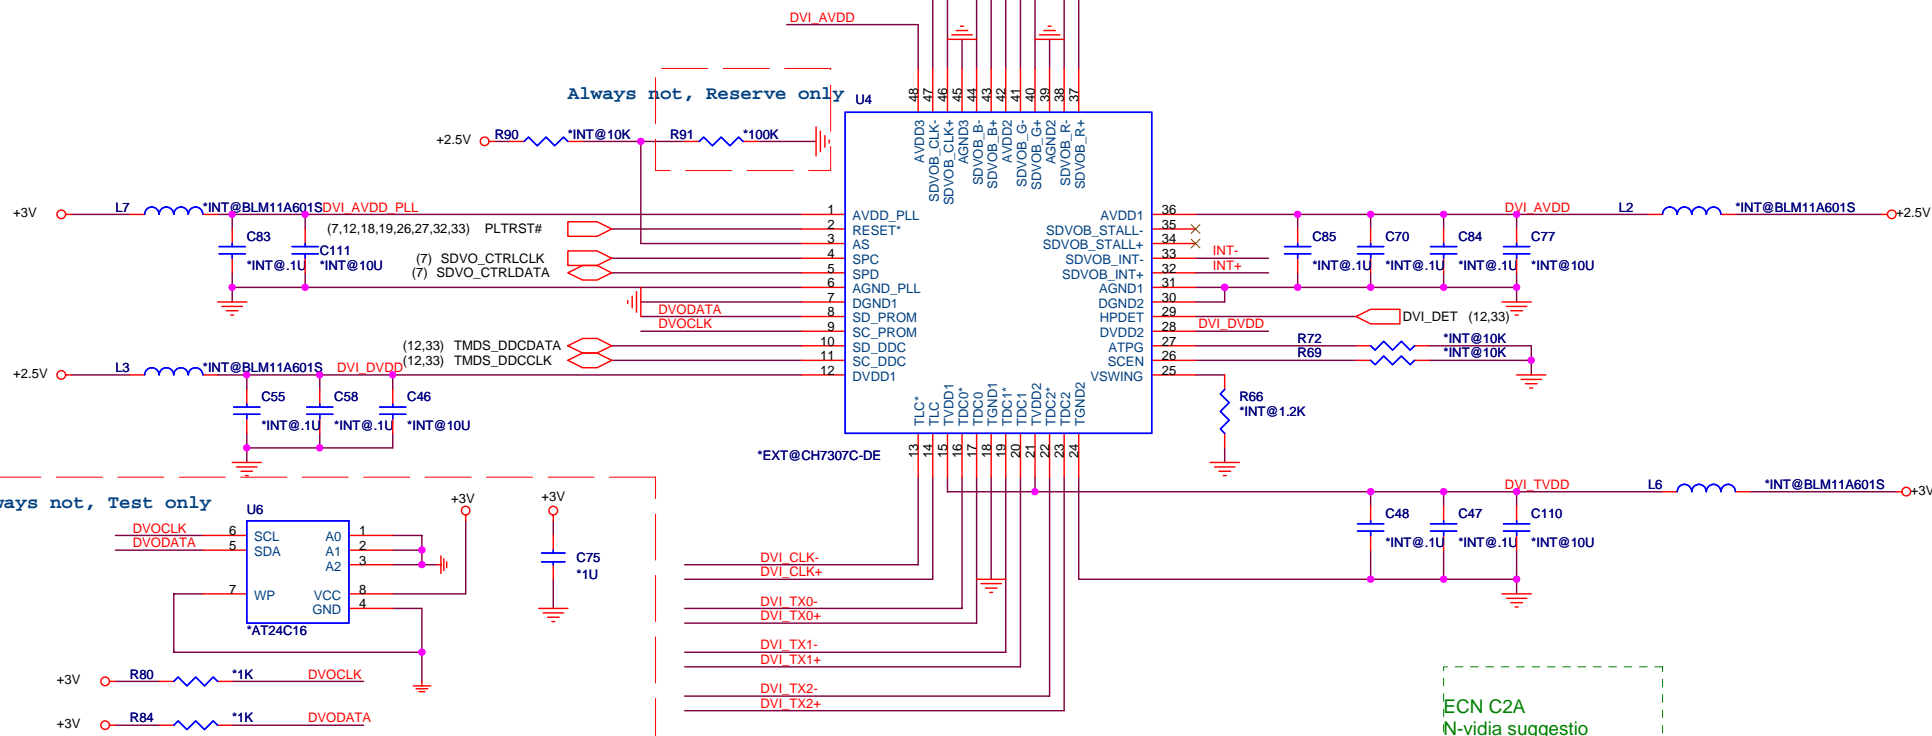 DVI_AVDD
Always not, Reserve only
U4
+2.5V
R90
*INT@10K
R91
*100K
48
47
46
45
44
43
42
41
40
39
38
37
AVDD3
SDVOB_CLK-
SDVOB_CLK+
AGND3
SDVOB_B-
SDVOB_B+
AVDD2
SDVOB_G-
SDVOB_G+
AGND2
SDVOB_R-
SDVOB_R+
+3V
L7
*INT@BLM11A601S
DVI_AVDD_PLL
C83
*INT@.1U
C111
*INT@10U
(7,12,18,19,26,27,32,33) PLTRST#
(7) SDVO_CTRLCLK
(7) SDVO_CTRLDATA
DVODATA
DVOCLK
(12,33) TMDS_DDCDATA
(12,33) TMDS_DDCCLK
1 AVDD_PLL
2 RESET*
3 AS
4 SPC
5 SPD
6 AGND_PLL
7 DGND1
8 SD_PROM
9 SC_PROM
10 SD_DDC
11 SC_DDC
12 DVDD1
AVDD1 36
SDVOB_STALL- 35
SDVOB_STALL+ 34
SDVOB_INT- 33
SDVOB_INT+ 32
AGND1 31
DGND2 30
HPDET 29
DVDD2 28
ATPG 27
SCEN 26
VSWING 25
INT-
INT+
DVI_AVDD
L2
*INT@BLM11A601S
+2.5V
C85
*INT@.1U
C70
*INT@.1U
C84
*INT@.1U
C77
*INT@10U
DVI_DET (12,33)
DVI_DVDD
R72
*INT@10K
R69
*INT@10K
R66
*INT@1.2K
+2.5V
L3
*INT@BLM11A601S
DVI_DVDD
C55
*INT@.1U
C58
*INT@.1U
C46
*INT@10U
TLC*
TLC
TVDD1
TDC0*
TDC0
TGND1
TDC1*
TDC1
TVDD2
TDC2*
TDC2
TGND2
13
14
15
16
17
18
19
20
21
22
23
24
*EXT@CH7307C-DE
ways not, Test only
U6
DVOCLK
DVODATA
6 SCL
5 SDA
7 WP
A0 1
A1 2
A2 3
VCC 8
GND 4
*AT24C16
+3V
+3V
C75
*1U
+3V
R80
*1K
DVOCLK
+3V
R84
*1K
DVODATA
DVI_CLK-
DVI_CLK+
DVI_TX0-
DVI_TX0+
DVI_TX1-
DVI_TX1+
DVI_TX2-
DVI_TX2+
DVI_TVDD
L6
*INT@BLM11A601S
+3V
C48
*INT@.1U
C47
*INT@.1U
C110
*INT@10U
ECN C2A
N-vidia suggestio